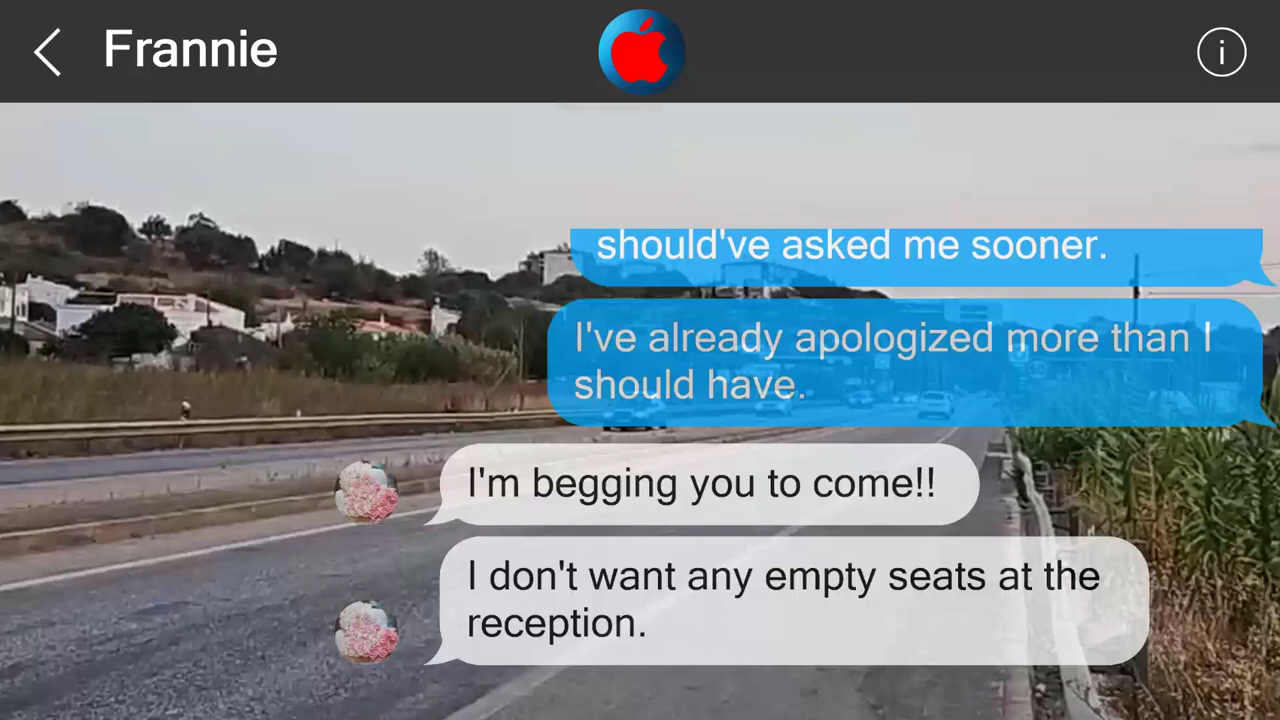 Frannie
i
should've asked me sooner.
I've already apologized more than I
should have.
I'm begging you to come!!
I don't want any empty seats at the
reception.